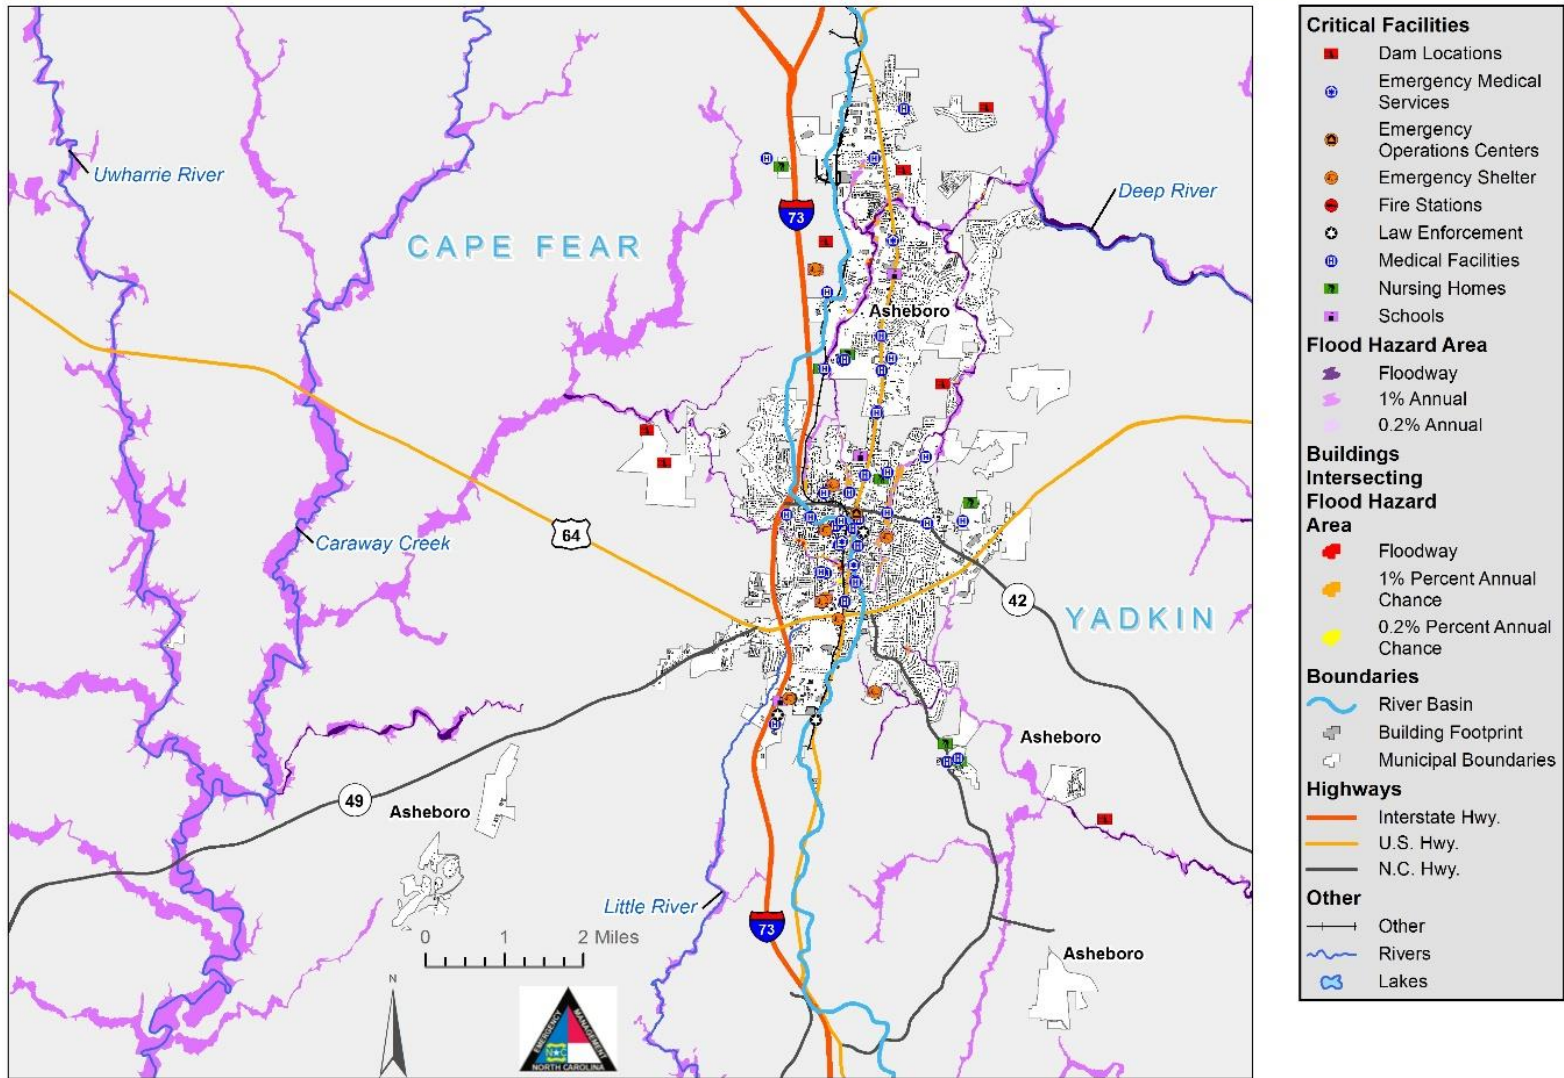 Uwharrie River
CAPE FEAR
73
Deep River
Asheboro
64
Caraway Creek
42
YADKIN
49
Asheboro
Asheboro
Little River
73
Asheboro
0 1 2 Miles
N
EMERGENCY
MANAGEMENT
N C
NORTH CAROLINA
Critical Facilities
Dam Locations
Emergency Medical
Services
Emergency
Operations Centers
Emergency Shelter
Fire Stations
Law Enforcement
Medical Facilities
Nursing Homes
Schools
Flood Hazard Area
Floodway
1% Annual
0.2% Annual
Buildings
Intersecting
Flood Hazard
Area
Floodway
1% Percent Annual
Chance
0.2% Percent Annual
Chance
Boundaries
River Basin
Building Footprint
Municipal Boundaries
Highways
Interstate Hwy.
U.S. Hwy.
N.C. Hwy.
Other
Other
Rivers
Lakes